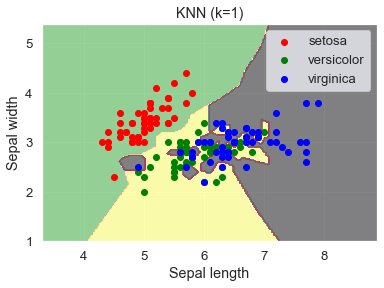 KNN (k=1)
setosa
versicolor
virginica
Sepal width
5
4
3
2
1
4
5
6
7
8
Sepal length